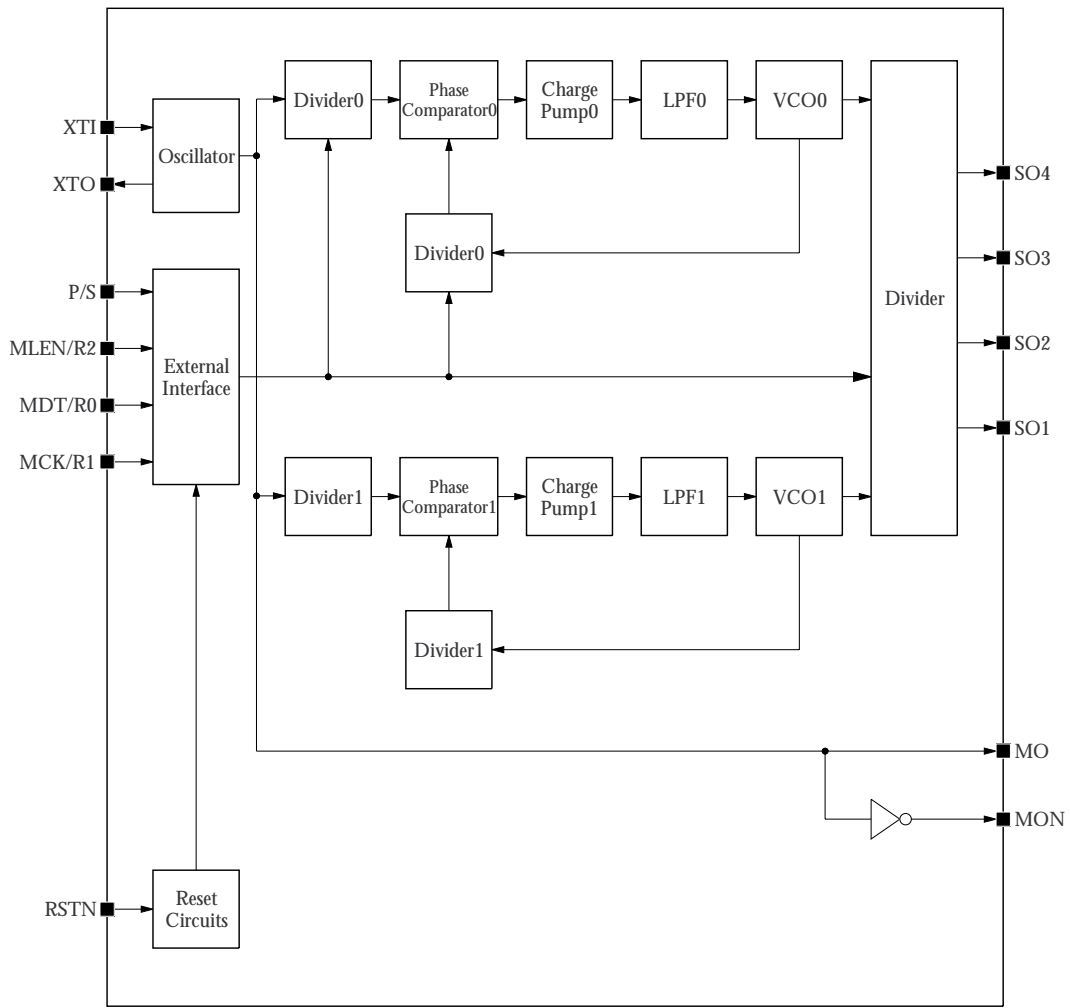 Divider0
Phase
Comparator0
Charge
Pump0
LPF0
VCO0
XTI
Oscillator
XTO
SO4
Divider0
SO3
P/S
Divider
MLEN/R2
SO2
External
Interface
MDT/R0
SO1
MCK/R1
Divider1
Phase
Comparator1
Charge
Pump1
LPF1
VCO1
Divider1
MO
MON
RSTN
Reset
Circuits